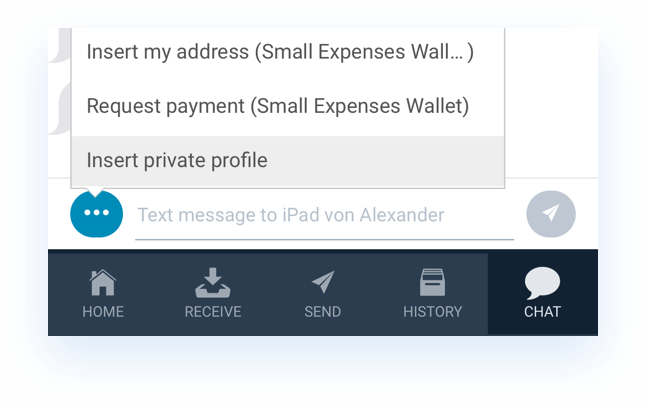 Insert my address (Small Expenses Wall... )
Request payment (Small Expenses Wallet)
Insert private profile
Text message to iPad von Alexander
HOME RECEIVE SEND HISTORY CHAT